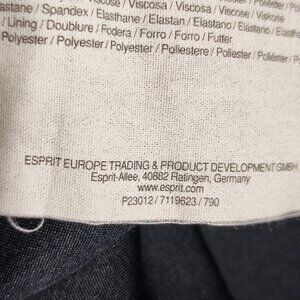 Viscose / Viscosa / Viscosa / Viscose / Viskose
Elastane / Spandex / Elasthane / Elastan / Elastano / Elastano / Elasthan
/ Lining / Doublure / Fodera / Forro / Forro / Futter
Polyester / Polyester / Polyester / Poliestere / Poliéster / Poliéster
ESPRIT EUROPE TRADING & PRODUCT DEVELOPMENT GMBH
Esprit-Allee, 40882 Ratingen, Germany
www.esprit.com
P23012 / 7119623 / 790